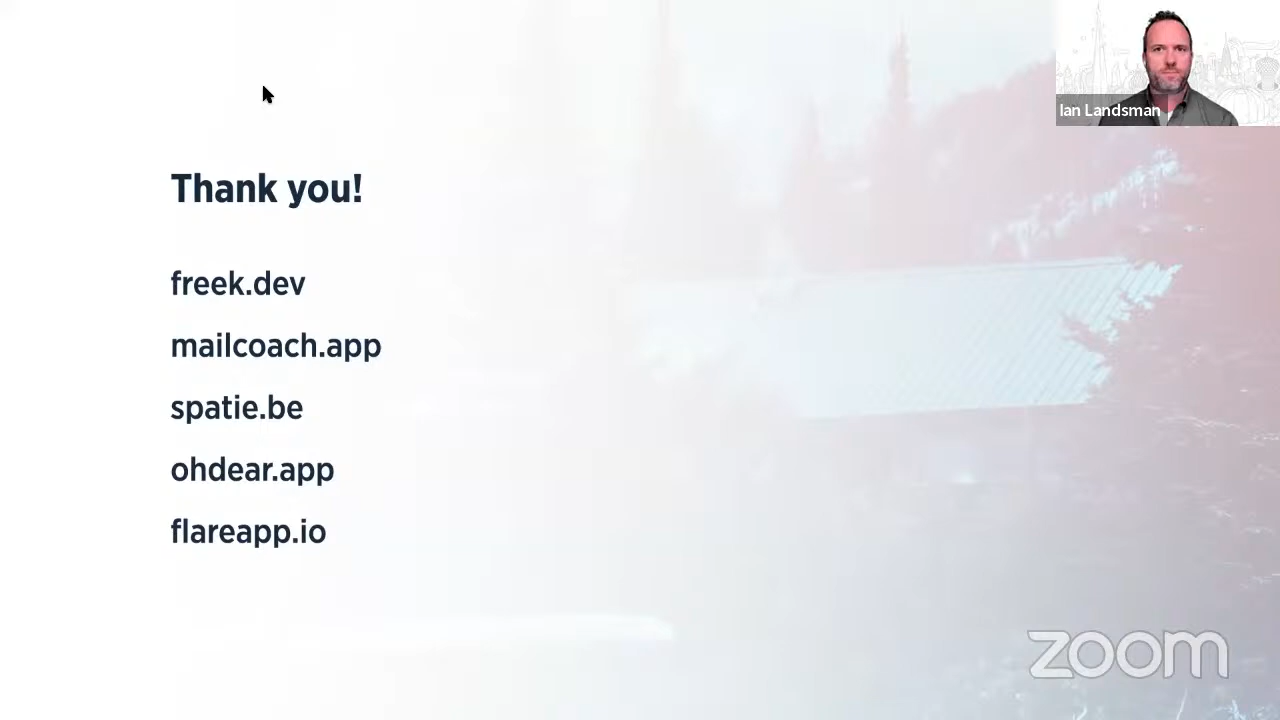 Ian Landsman
Thank you!
freek.dev
mailcoach.app
spatie.be
ohdear.app
flareapp.io
zoom